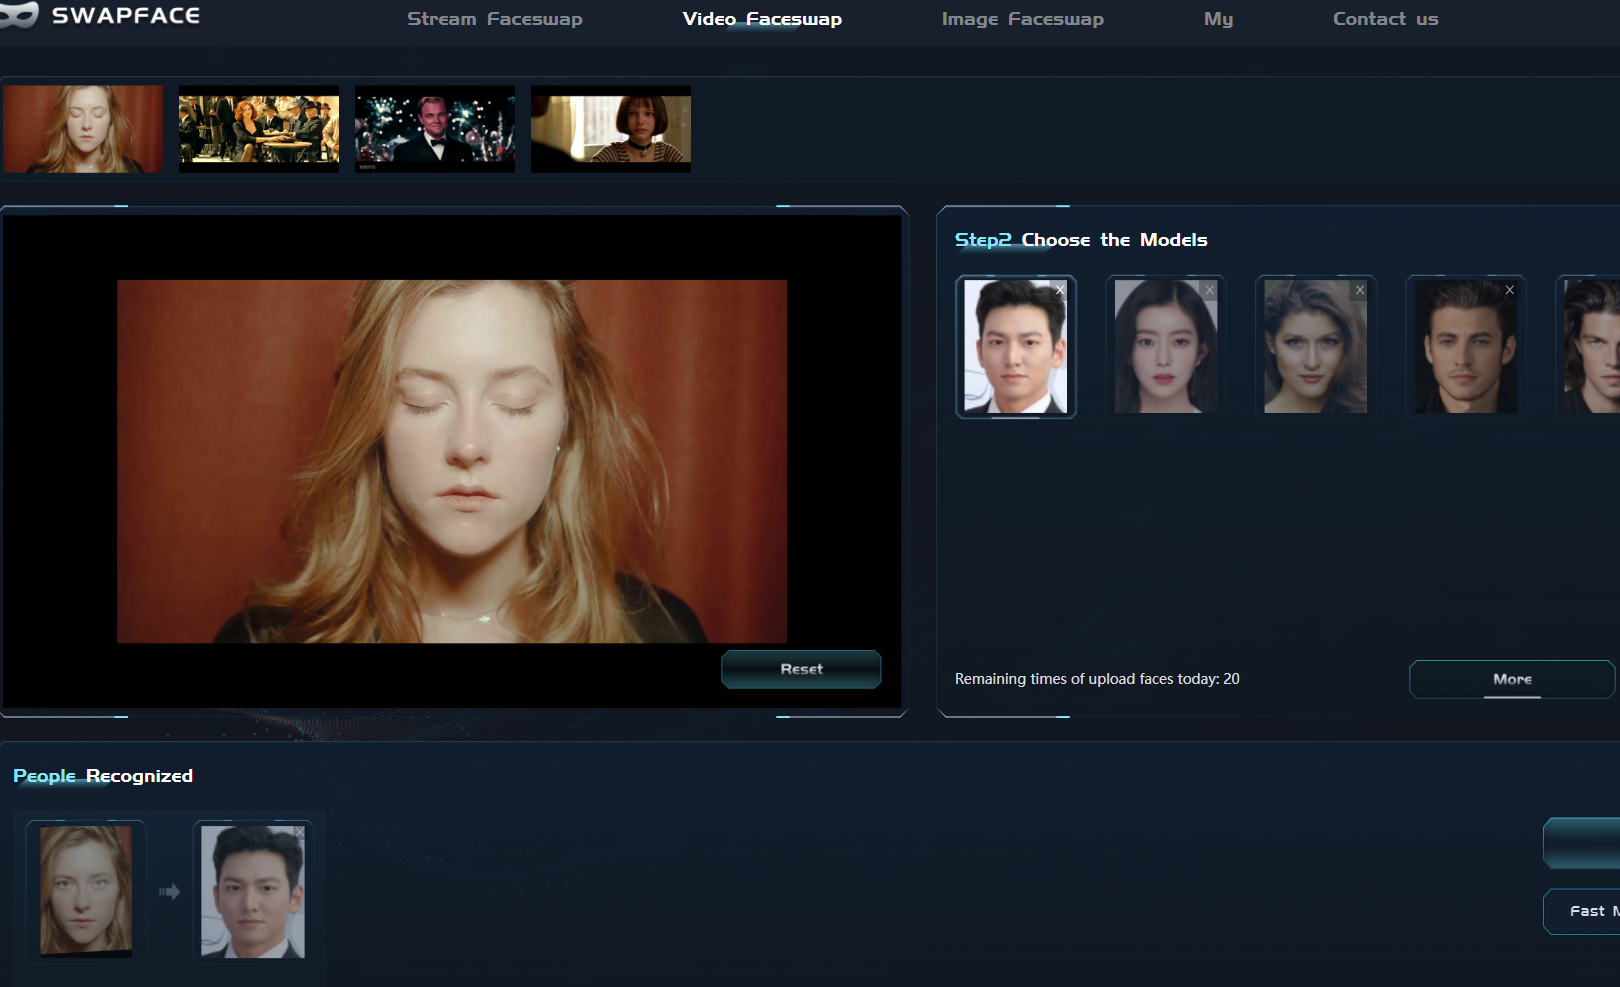 SWAPFACE
Stream Faceswap
Video Faceswap
Image Faceswap
My
Contact us
Step2 Choose the Models
X
X
X
X
Reset
Remaining times of upload faces today: 20
More
People Recognized
X
Fast